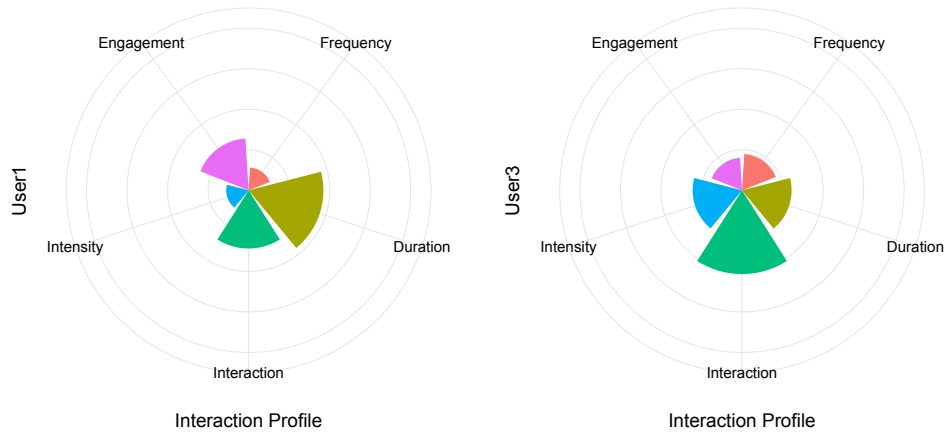 User1
Engagement
Frequency
Intensity
Duration
Interaction
Interaction Profile
User3
Engagement
Frequency
Intensity
Duration
Interaction
Interaction Profile